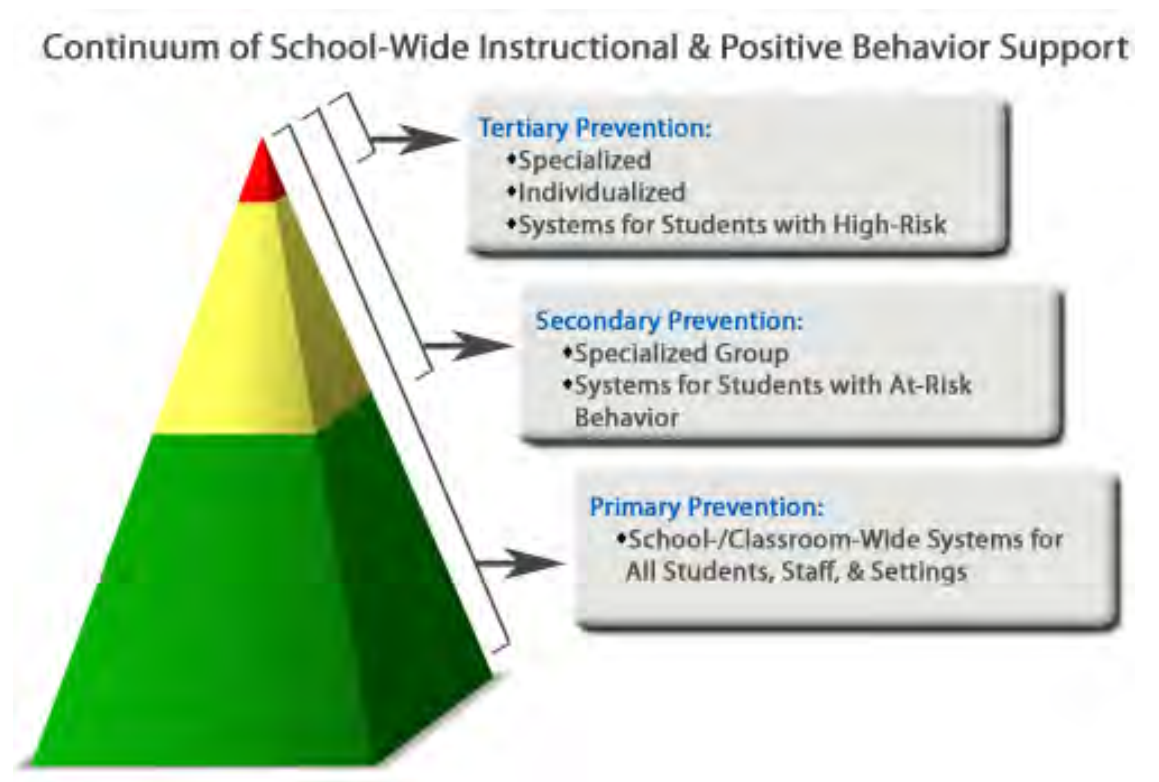 Continuum of School-Wide Instructional & Positive Behavior Support
Tertiary Prevention:
◆Specialized
◆Individualized
◆Systems for Students with High-Risk
Secondary Prevention:
◆Specialized Group
◆Systems for Students with At-Risk
Behavior
Primary Prevention:
◆School-/Classroom-Wide Systems for
All Students, Staff, & Settings